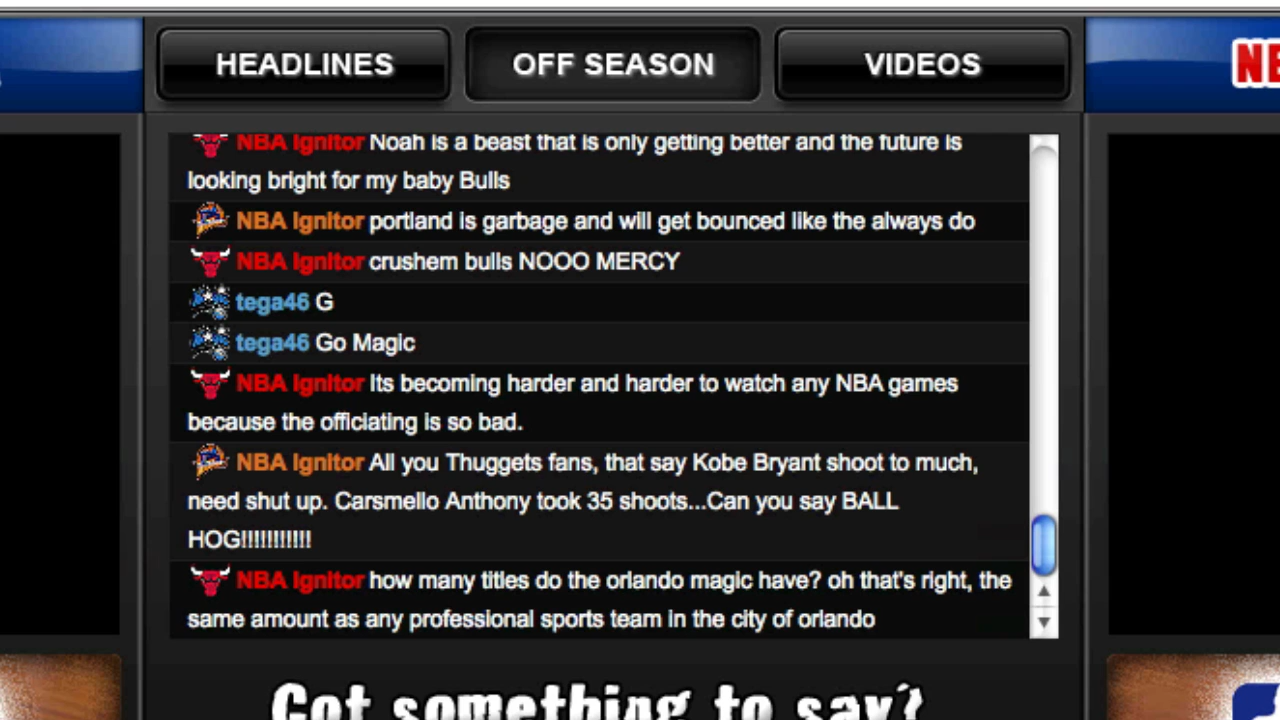 HEADLINES OFF SEASON VIDEOS
NBA Ignitor Noah is a beast that is only getting better and the future is
looking bright for my baby Bulls
NBA Ignitor portland is garbage and will get bounced like the always do
NBA Ignitor crushem bulls NOOO MERCY
tega46 G
tega46 Go Magic
NBA Ignitor Its becoming harder and harder to watch any NBA games
because the officiating is so bad.
NBA Ignitor All you Thuggets fans, that say Kobe Bryant shoot to much,
need shut up. Carsmello Anthony took 35 shoots...Can you say BALL
HOG!!!!!!!!!!!
NBA Ignitor how many titles do the orlando magic have? oh that's right, the
same amount as any professional sports team in the city of orlando
Got something to say?